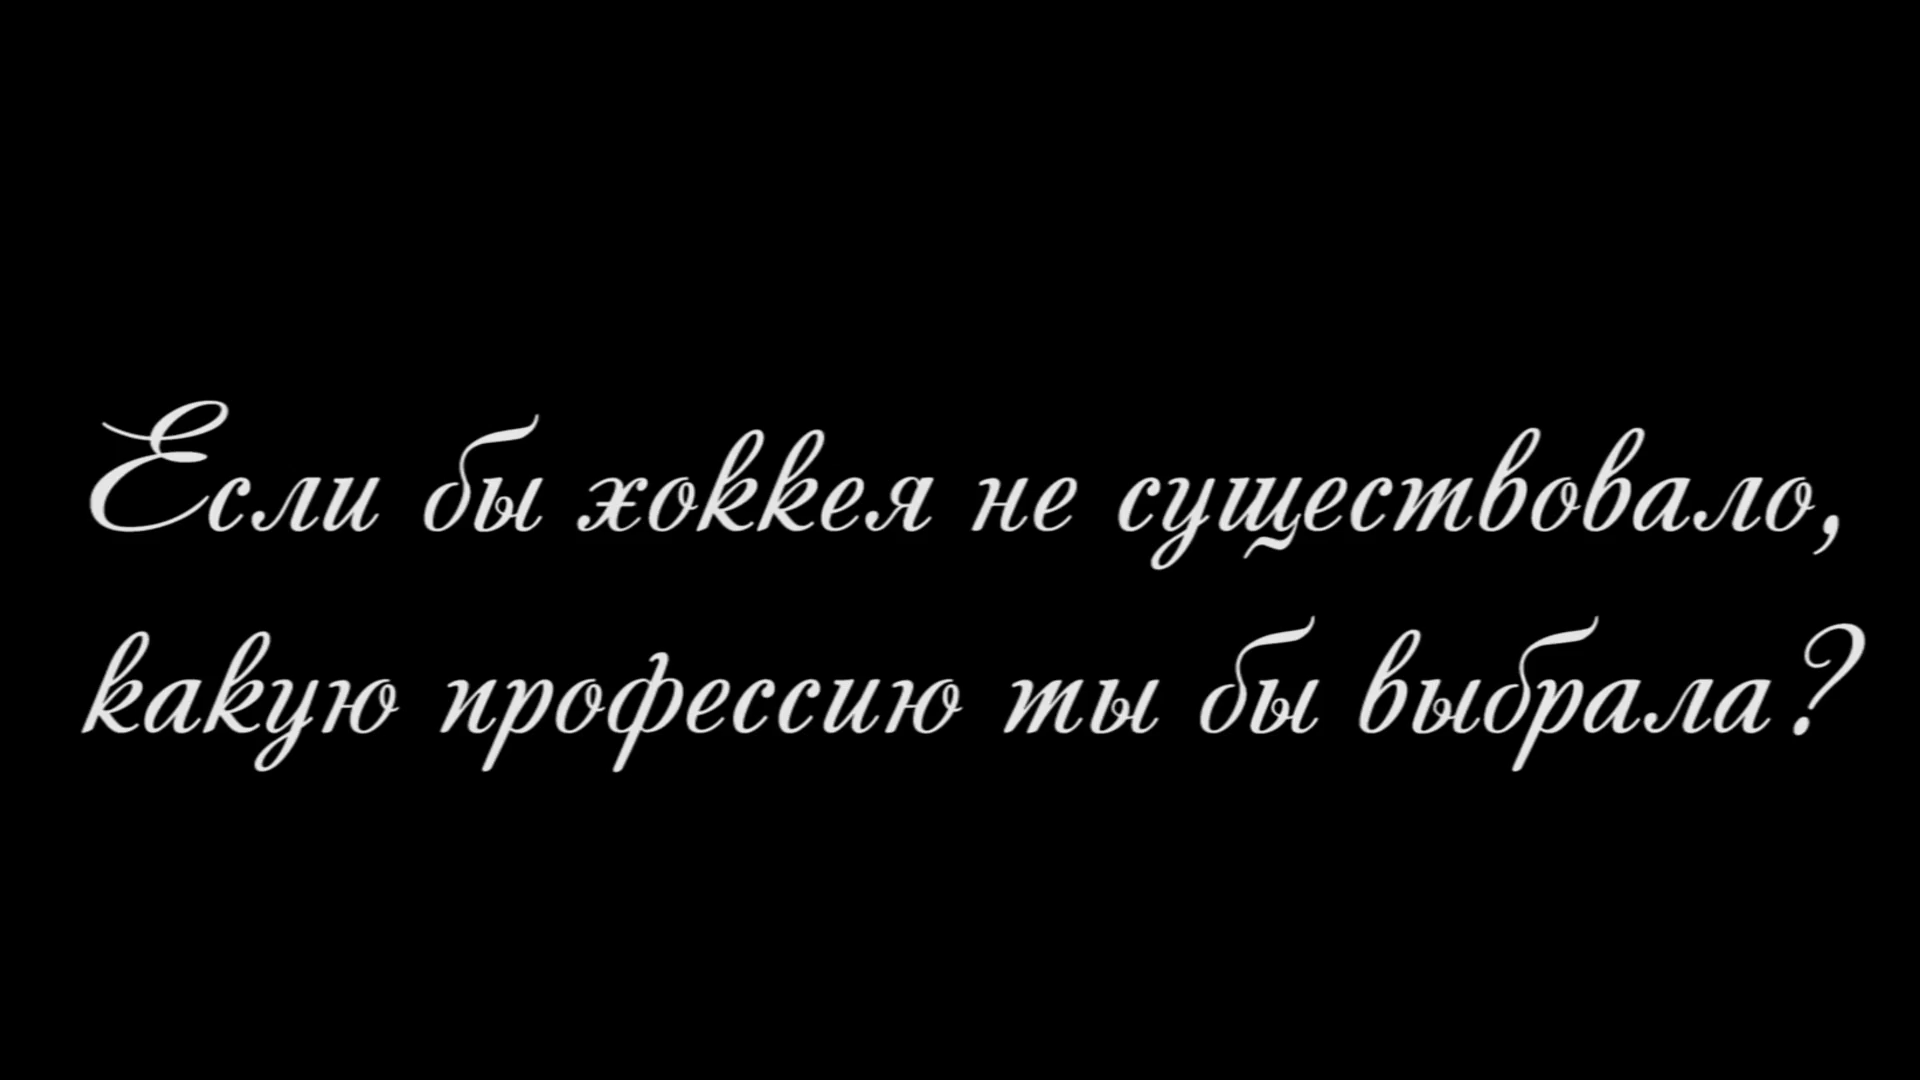 Если бы хоккея не существовало,
какую профессию ты бы выбрала?